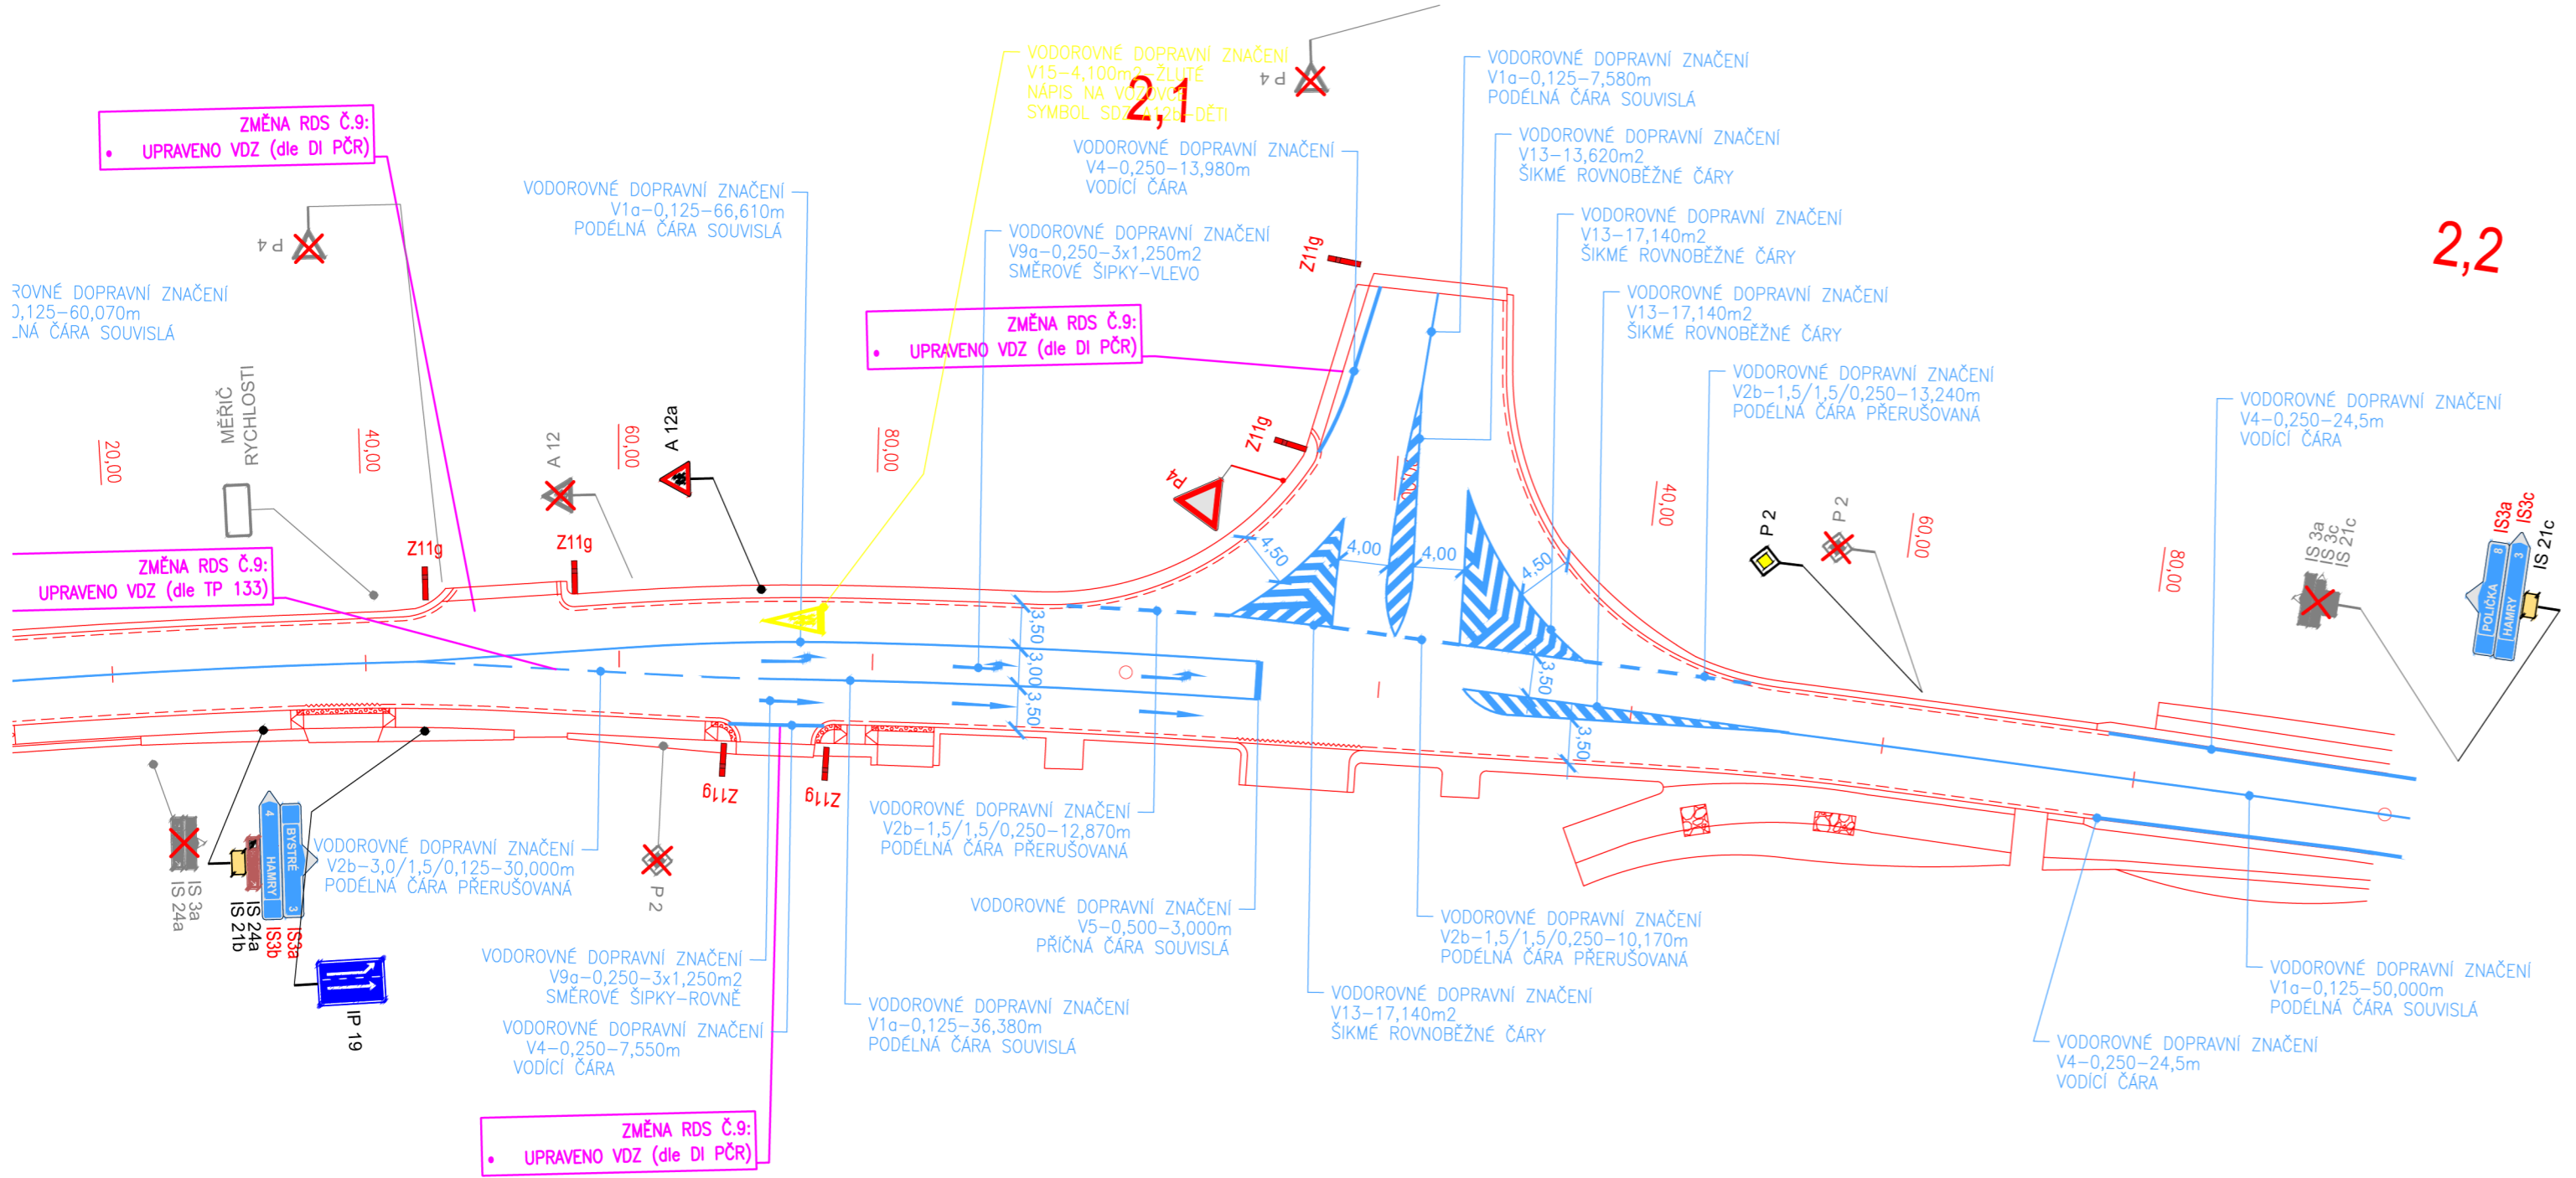 VODOROVNÉ DOPRAVNÍ ZNAČENÍ
V15-4,100m2-ŽLUTÉ
NÁPIS NA VOZOVCE
SYMBOL SDZ A12b-DĚTI
2,1
P 4
VODOROVNÉ DOPRAVNÍ ZNAČENÍ
V1a-0,125-7,580m
PODÉLNÁ ČÁRA SOUVISLÁ
ZMĚNA RDS Č.9:
• UPRAVENO VDZ (dle DI PČR)
VODOROVNÉ DOPRAVNÍ ZNAČENÍ
V4-0,250-13,980m
VODÍCÍ ČÁRA
VODOROVNÉ DOPRAVNÍ ZNAČENÍ
V13-13,620m2
ŠIKMÉ ROVNOBĚŽNÉ ČÁRY
VODOROVNÉ DOPRAVNÍ ZNAČENÍ
V1a-0,125-66,610m
PODÉLNÁ ČÁRA SOUVISLÁ
P 4
VODOROVNÉ DOPRAVNÍ ZNAČENÍ
V9a-0,250-3x1,250m2
SMĚROVÉ ŠIPKY-VLEVO
Z11g
VODOROVNÉ DOPRAVNÍ ZNAČENÍ
V13-17,140m2
ŠIKMÉ ROVNOBĚŽNÉ ČÁRY
2,2
ROVNÉ DOPRAVNÍ ZNAČENÍ
0,125-60,070m
LNÁ ČÁRA SOUVISLÁ
ZMĚNA RDS Č.9:
• UPRAVENO VDZ (dle DI PČR)
VODOROVNÉ DOPRAVNÍ ZNAČENÍ
V13-17,140m2
ŠIKMÉ ROVNOBĚŽNÉ ČÁRY
VODOROVNÉ DOPRAVNÍ ZNAČENÍ
V2b-1,5/1,5/0,250-13,240m
PODÉLNÁ ČÁRA PŘERUŠOVANÁ
VODOROVNÉ DOPRAVNÍ ZNAČENÍ
V4-0,250-24,5m
VODÍCÍ ČÁRA
20,00
MĚŘIČ
RYCHLOSTI
40,00
A 12
60,00
A 12a
80,00
Z11g
P4
40,00
P 2
P 2
60,00
80,00
IS 3a
IS 3c
IS 21c
IS3a
IS3c
IS 21c
POLIČKA 8
HAMRY 3
Z11g
Z11g
ZMĚNA RDS Č.9:
UPRAVENO VDZ (dle TP 133)
4,50
4,00
4,00
4,50
3,50
3,00
3,50
3,50
3,50
Z11g
Z11g
IS 3a
IS 24a
4 HAMRY
BYSTRÉ 3
IS3a
IS3b
IS 24a
IS 21b
IP 19
P 2
VODOROVNÉ DOPRAVNÍ ZNAČENÍ
V2b-3,0/1,5/0,125-30,000m
PODÉLNÁ ČÁRA PŘERUŠOVANÁ
VODOROVNÉ DOPRAVNÍ ZNAČENÍ
V2b-1,5/1,5/0,250-12,870m
PODÉLNÁ ČÁRA PŘERUŠOVANÁ
VODOROVNÉ DOPRAVNÍ ZNAČENÍ
V5-0,500-3,000m
PŘÍČNÁ ČÁRA SOUVISLÁ
VODOROVNÉ DOPRAVNÍ ZNAČENÍ
V2b-1,5/1,5/0,250-10,170m
PODÉLNÁ ČÁRA PŘERUŠOVANÁ
VODOROVNÉ DOPRAVNÍ ZNAČENÍ
V9a-0,250-3x1,250m2
SMĚROVÉ ŠIPKY-ROVNĚ
VODOROVNÉ DOPRAVNÍ ZNAČENÍ
V1a-0,125-36,380m
PODÉLNÁ ČÁRA SOUVISLÁ
VODOROVNÉ DOPRAVNÍ ZNAČENÍ
V13-17,140m2
ŠIKMÉ ROVNOBĚŽNÉ ČÁRY
VODOROVNÉ DOPRAVNÍ ZNAČENÍ
V1a-0,125-50,000m
PODÉLNÁ ČÁRA SOUVISLÁ
VODOROVNÉ DOPRAVNÍ ZNAČENÍ
V4-0,250-7,550m
VODÍCÍ ČÁRA
VODOROVNÉ DOPRAVNÍ ZNAČENÍ
V4-0,250-24,5m
VODÍCÍ ČÁRA
ZMĚNA RDS Č.9:
• UPRAVENO VDZ (dle DI PČR)